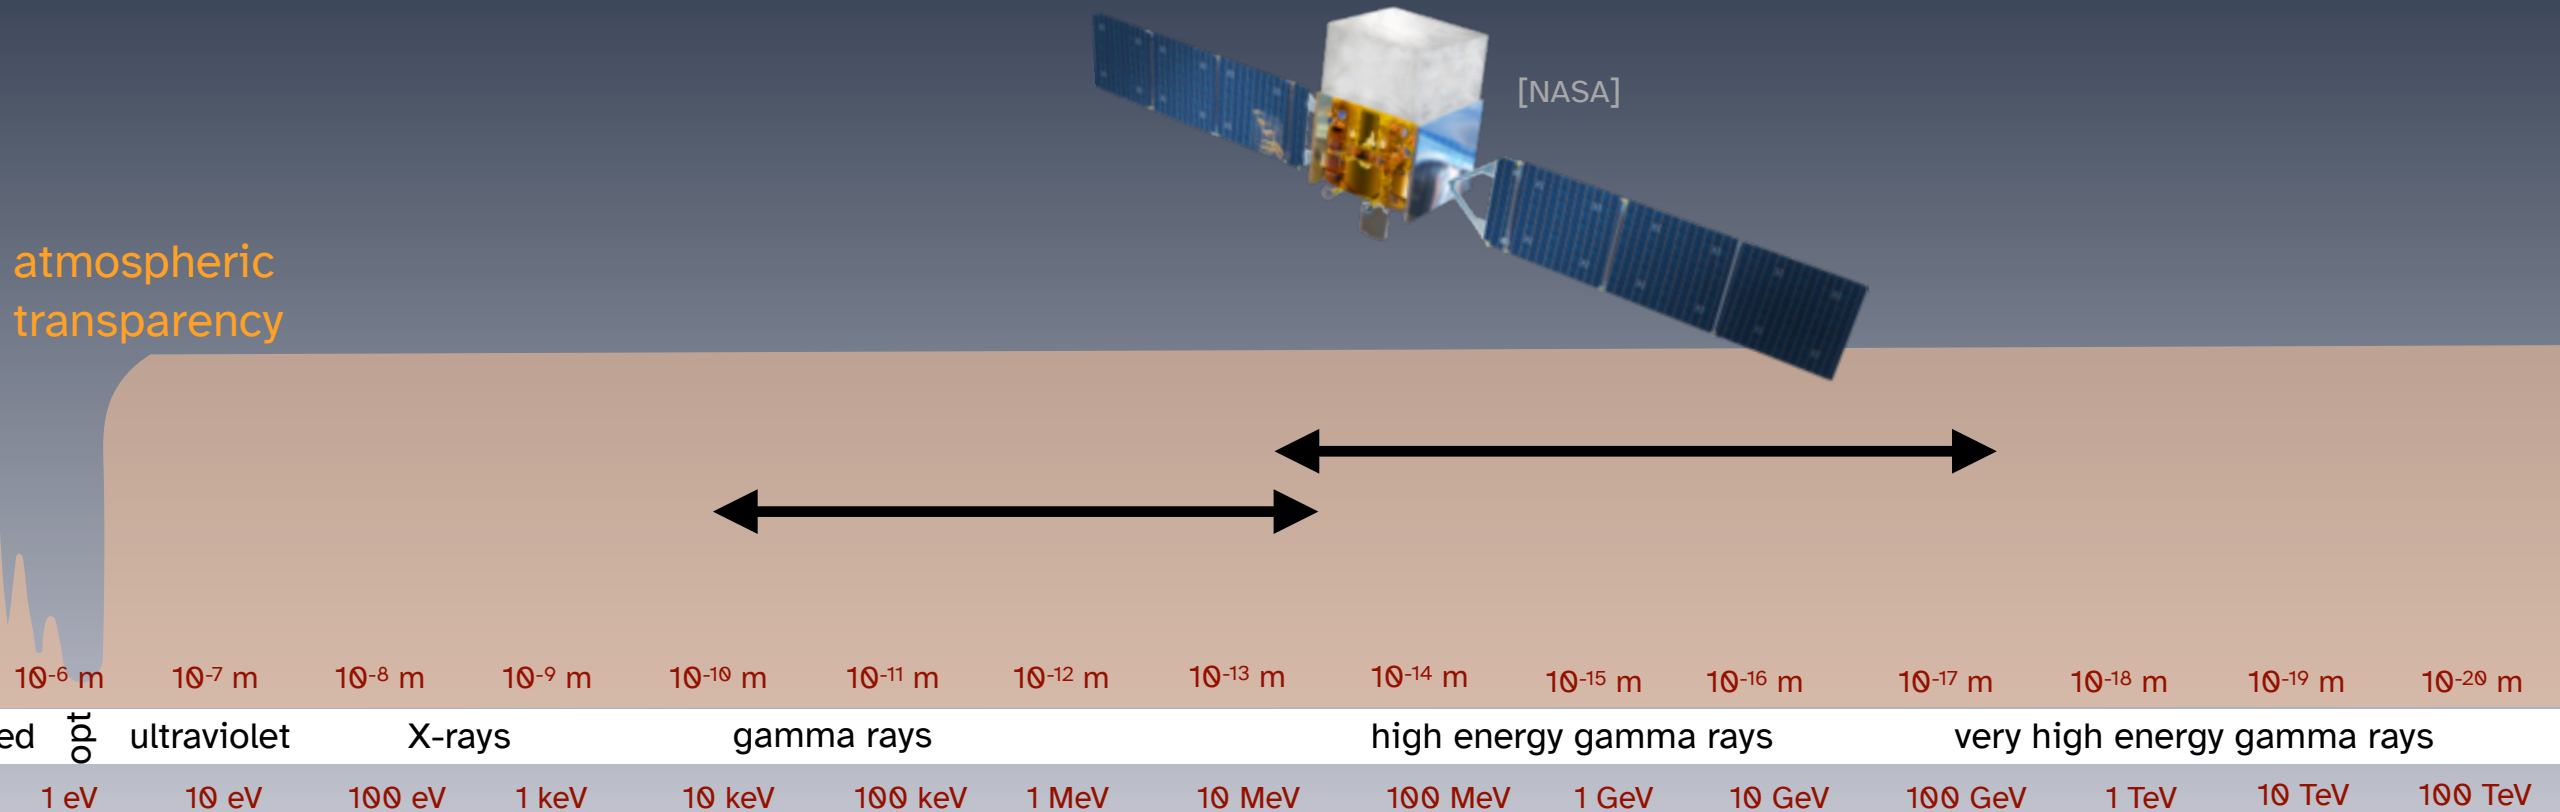 [NASA]
atmospheric
transparency
10-6 m 10-7 m 10-8 m 10-9 m 10-10 m 10-11 m 10-12 m 10-13 m 10-14 m 10-15 m 10-16 m 10-17 m 10-18 m 10-19 m 10-20 m
ed opt ultraviolet X-rays gamma rays high energy gamma rays very high energy gamma rays
1 eV 10 eV 100 eV 1 keV 10 keV 100 keV 1 MeV 10 MeV 100 MeV 1 GeV 10 GeV 100 GeV 1 TeV 10 TeV 100 TeV